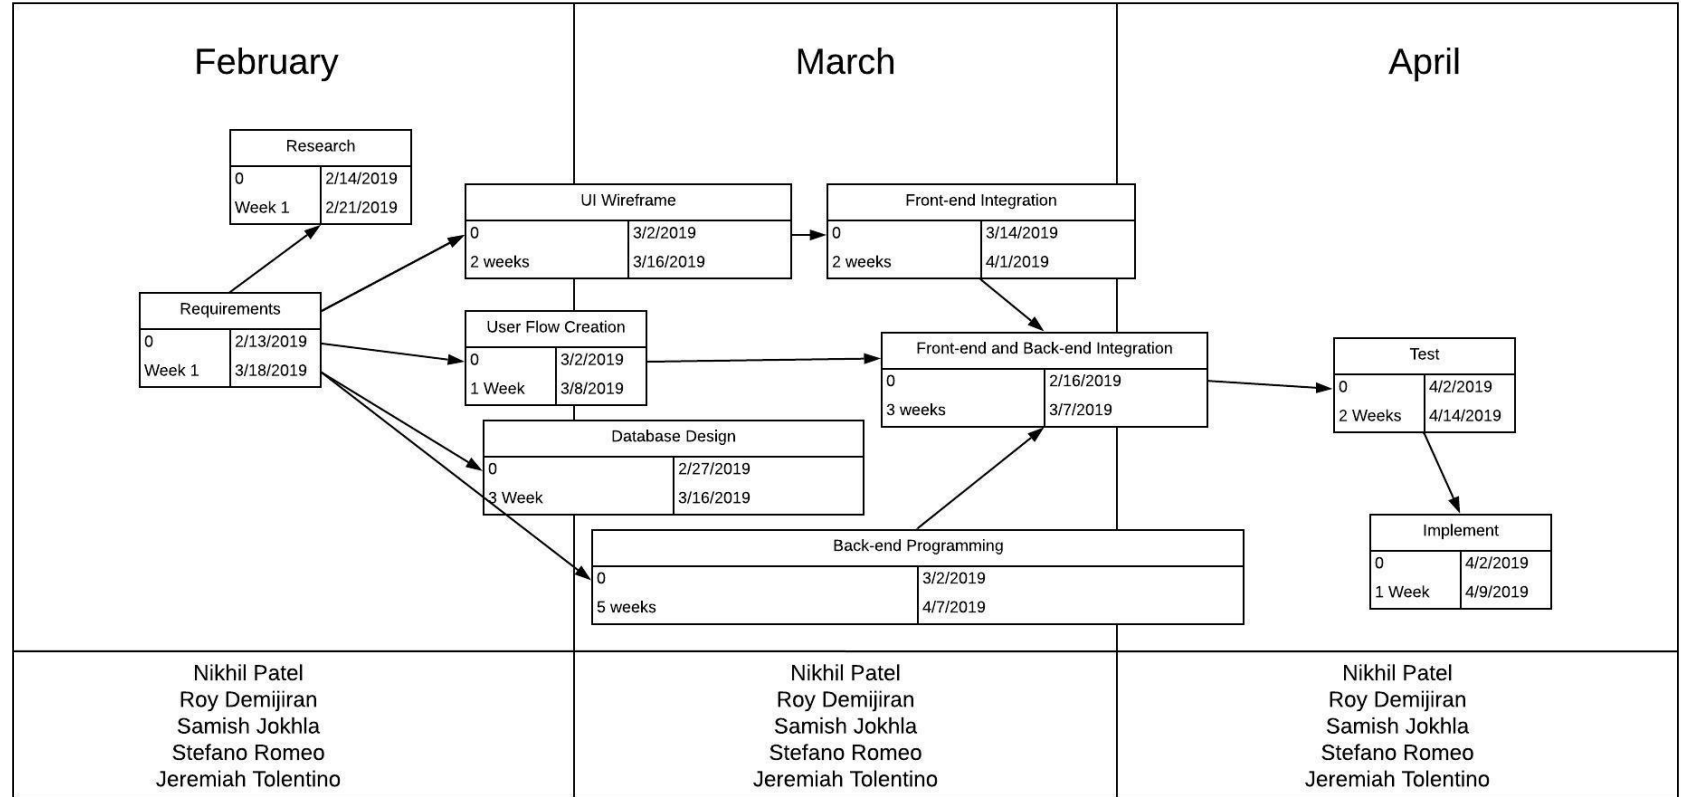 February
March
April
Research
0
2/14/2019
Week 1
2/21/2019
UI Wireframe
0
3/2/2019
2 weeks
3/16/2019
Front-end Integration
0
3/14/2019
2 weeks
4/1/2019
Requirements
0
2/13/2019
Week 1
3/18/2019
User Flow Creation
0
3/2/2019
1 Week
3/8/2019
Front-end and Back-end Integration
0
2/16/2019
3 weeks
3/7/2019
Test
0
4/2/2019
2 Weeks
4/14/2019
Database Design
0
2/27/2019
3 Week
3/16/2019
Back-end Programming
0
3/2/2019
5 weeks
4/7/2019
Implement
0
4/2/2019
1 Week
4/9/2019
Nikhil Patel
Roy Demijiran
Samish Jokhla
Stefano Romeo
Jeremiah Tolentino
Nikhil Patel
Roy Demijiran
Samish Jokhla
Stefano Romeo
Jeremiah Tolentino
Nikhil Patel
Roy Demijiran
Samish Jokhla
Stefano Romeo
Jeremiah Tolentino